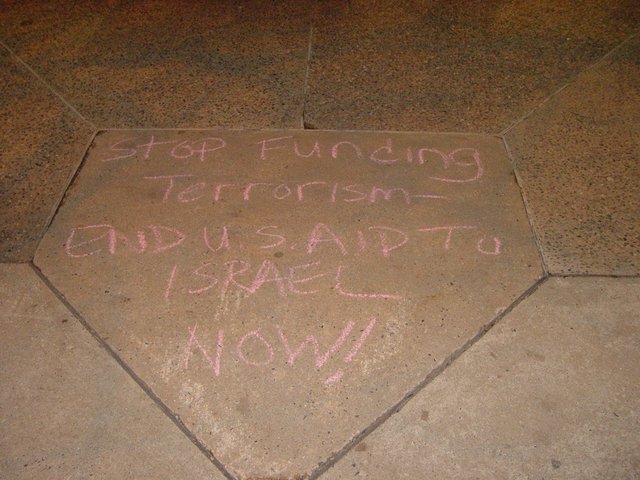 STOP Funding
Terrorism—
END U.S. AID TO
ISRAEL
NOW!